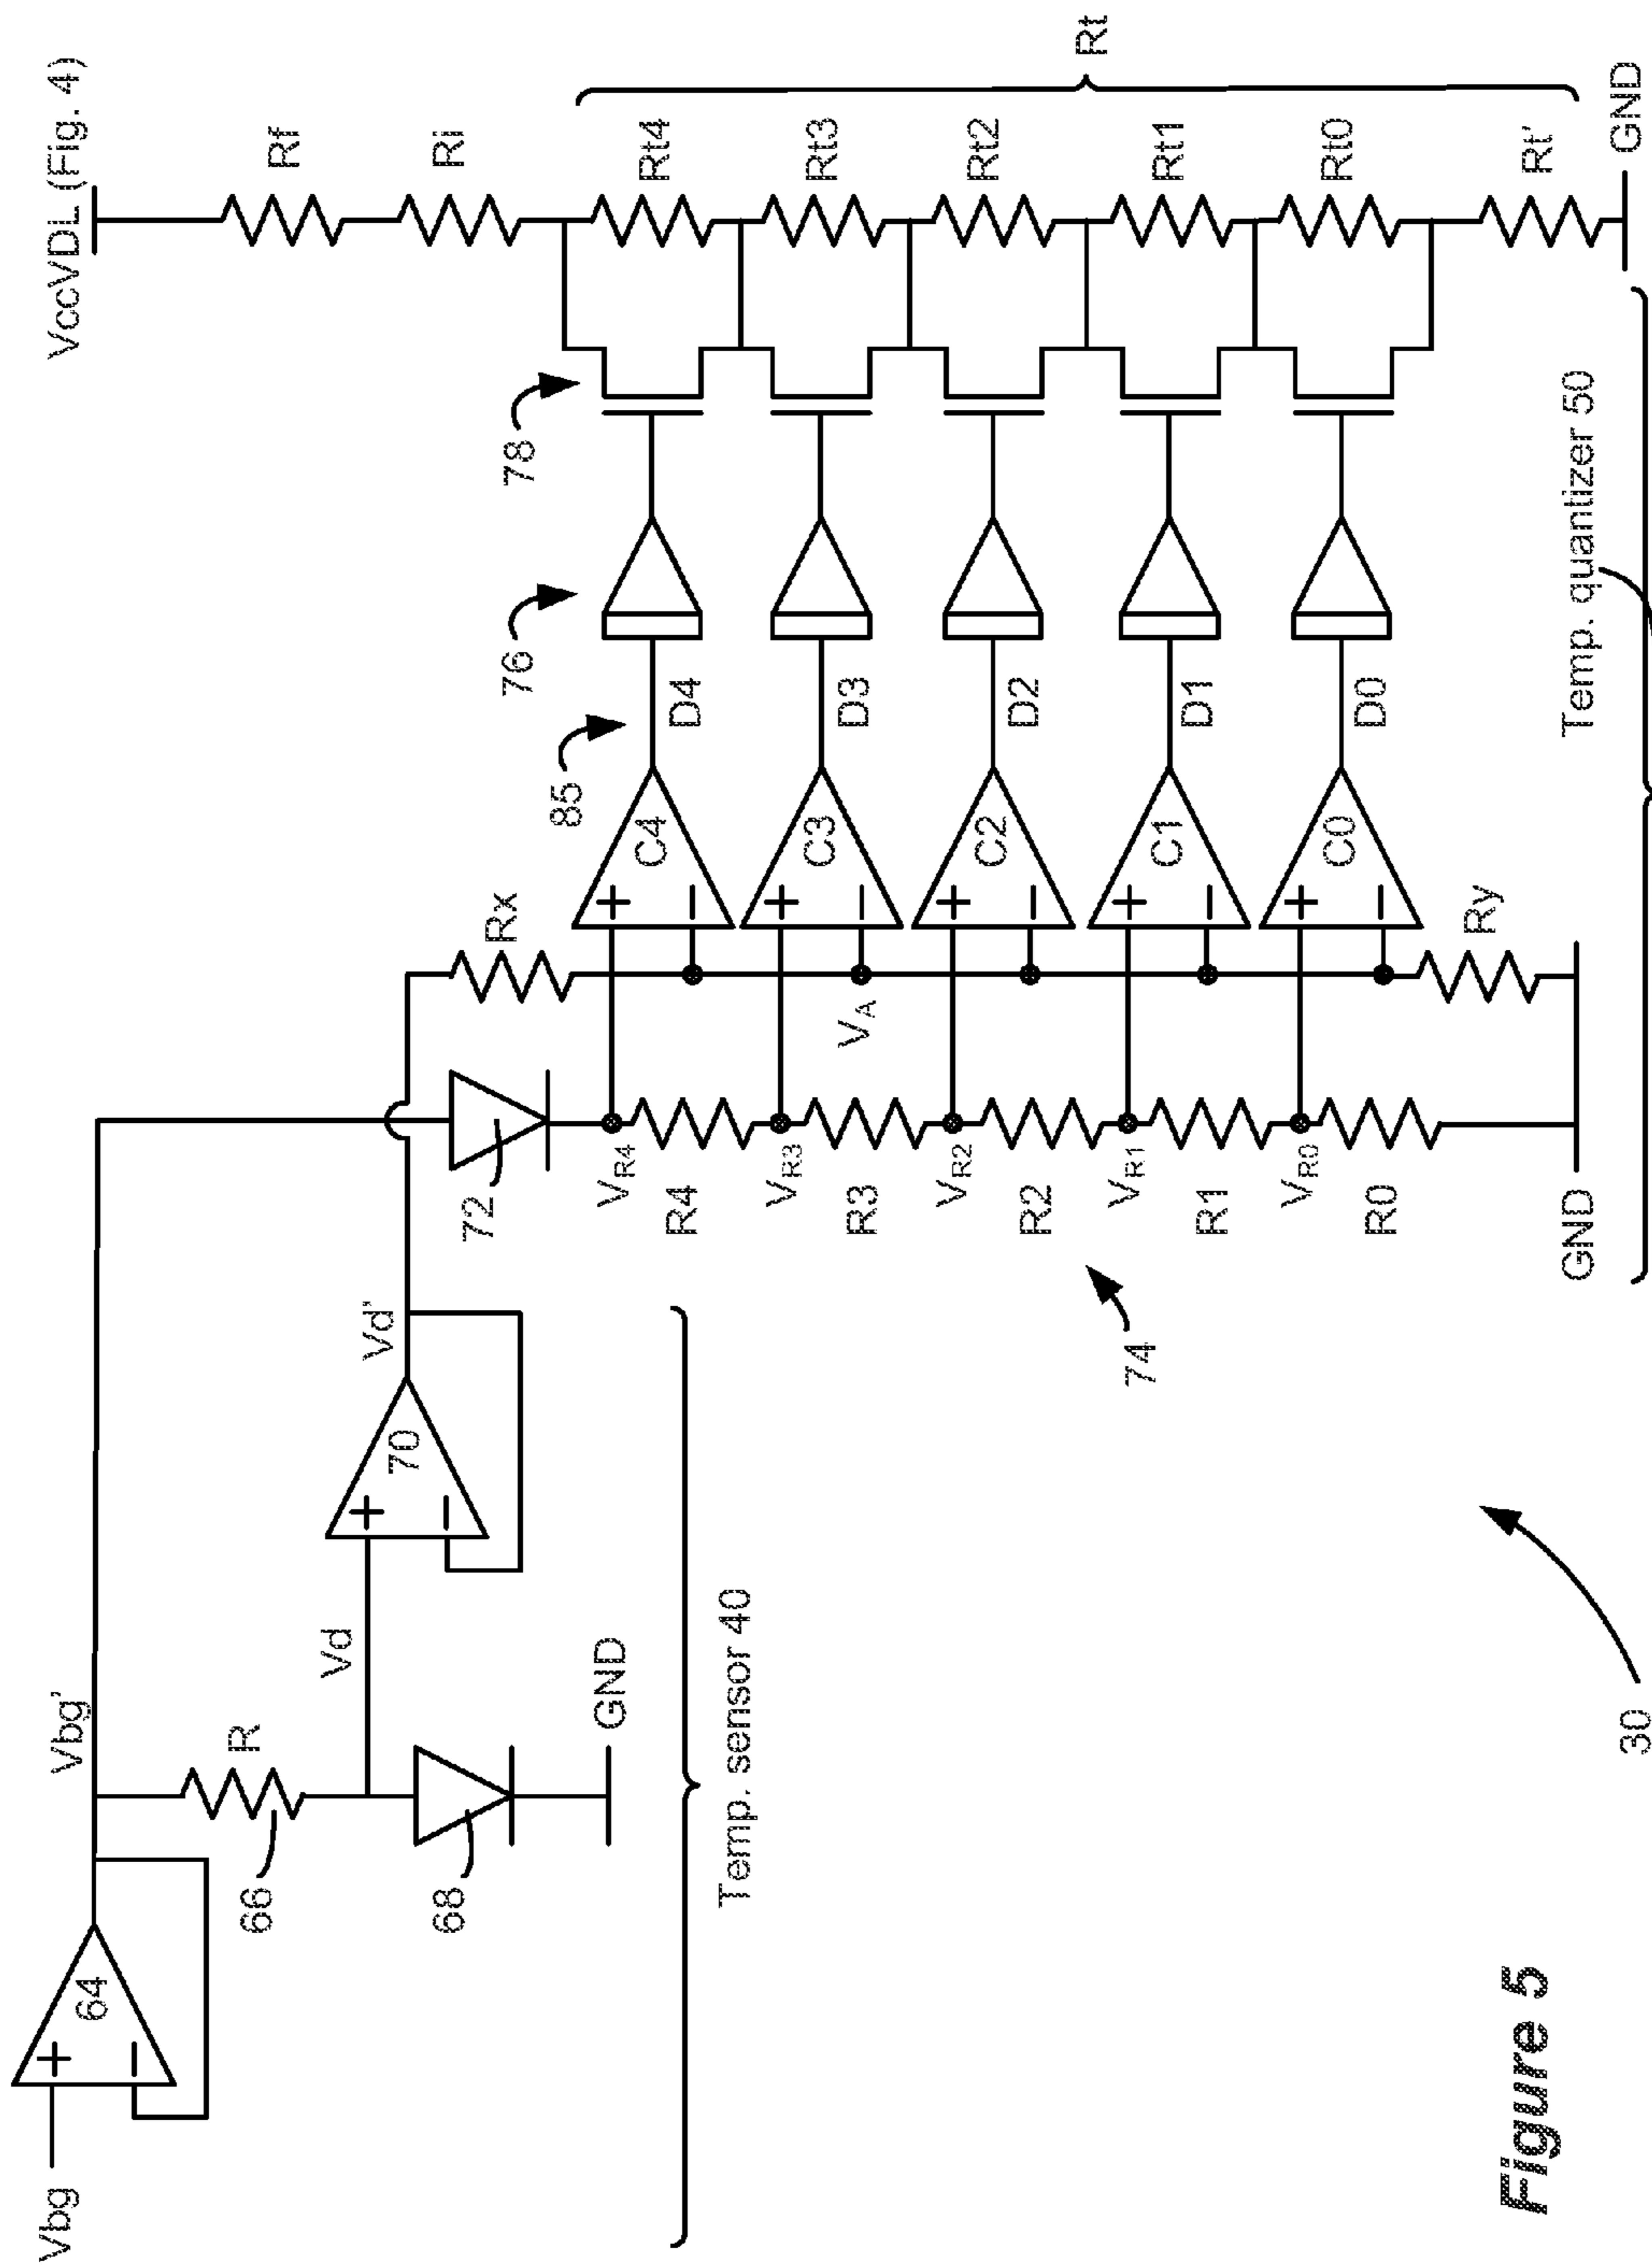 Vbg
64
Vbg'
66
R
68
Vd
GND
70
Vd'
Temp. sensor 40
72
Rx
VccVDL (Fig. 4)
Rf
Ri
85
76
78
VR4
R4
C4
D4
Rt4
VR3
R3
VA
C3
D3
Rt3
VR2
R2
C2
D2
Rt2
Rt
VR1
R1
C1
D1
Rt1
VR0
R0
C0
D0
Rt0
Ry
Rt'
GND
GND
74
Temp. quantizer 50
30
Figure 5